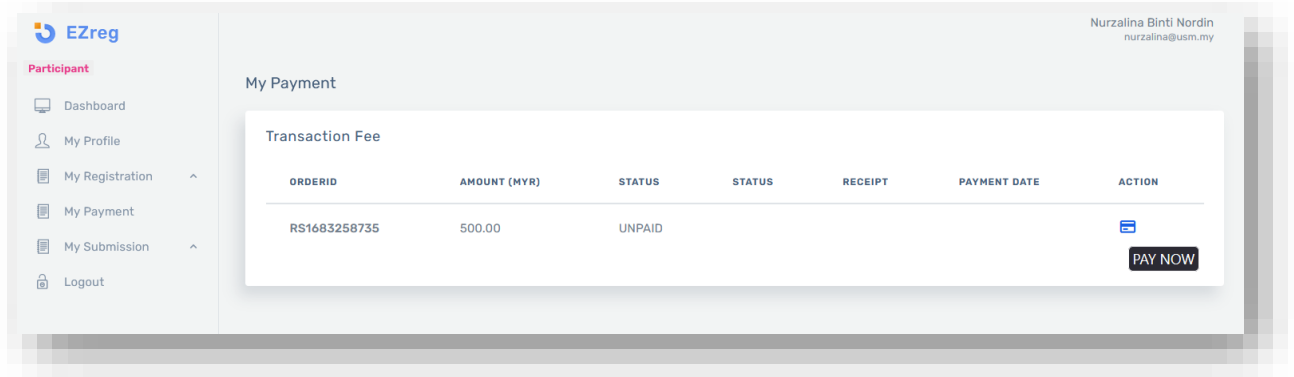 EZreg
Nurzalina Binti Nordin
nurzalina@usm.my
Participant
Dashboard
My Profile
My Registration
My Payment
My Submission
Logout
My Payment
Transaction Fee
ORDERID AMOUNT (MYR) STATUS STATUS RECEIPT PAYMENT DATE ACTION
RS1683258735 500.00 UNPAID
PAY NOW